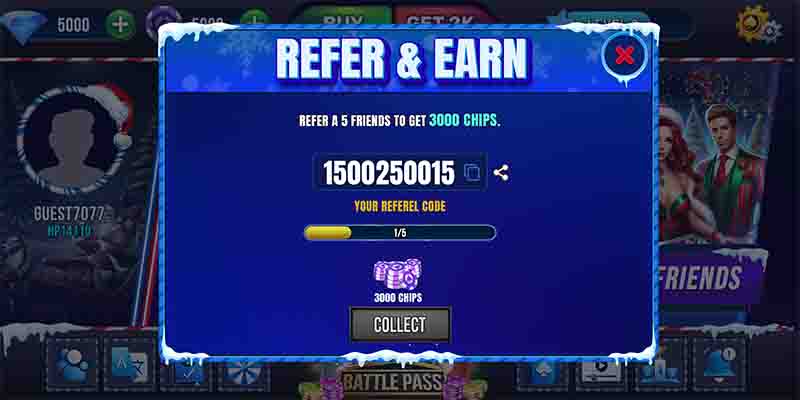 5000
5000
BUY
GET 2K
REFER & EARN
REFER A 5 FRIENDS TO GET 3000 CHIPS.
1500250015
YOUR REFEREL CODE
1/5
3000 CHIPS
COLLECT
GUEST7077
FRIENDS
BATTLE PASS